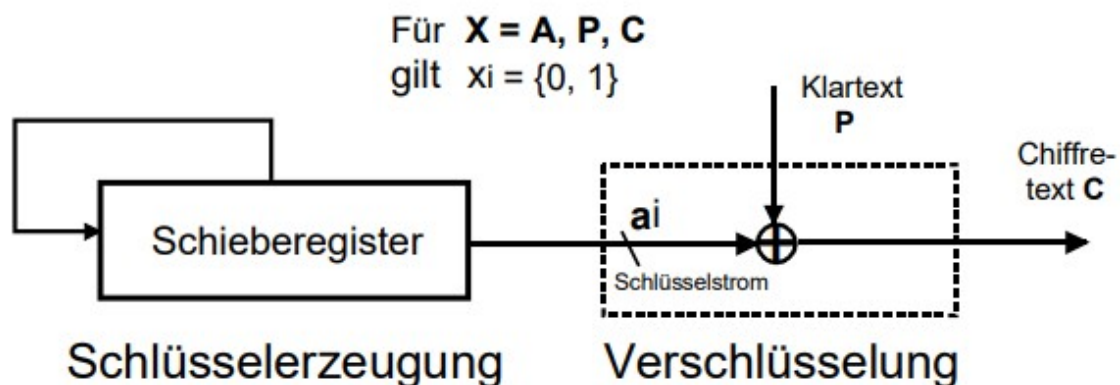 Für X = A, P, C
gilt xi = {0, 1}
Klartext
P
Chiffre-
text C
Schieberegister
ai
Schlüsselstrom
Schlüsselerzeugung
Verschlüsselung